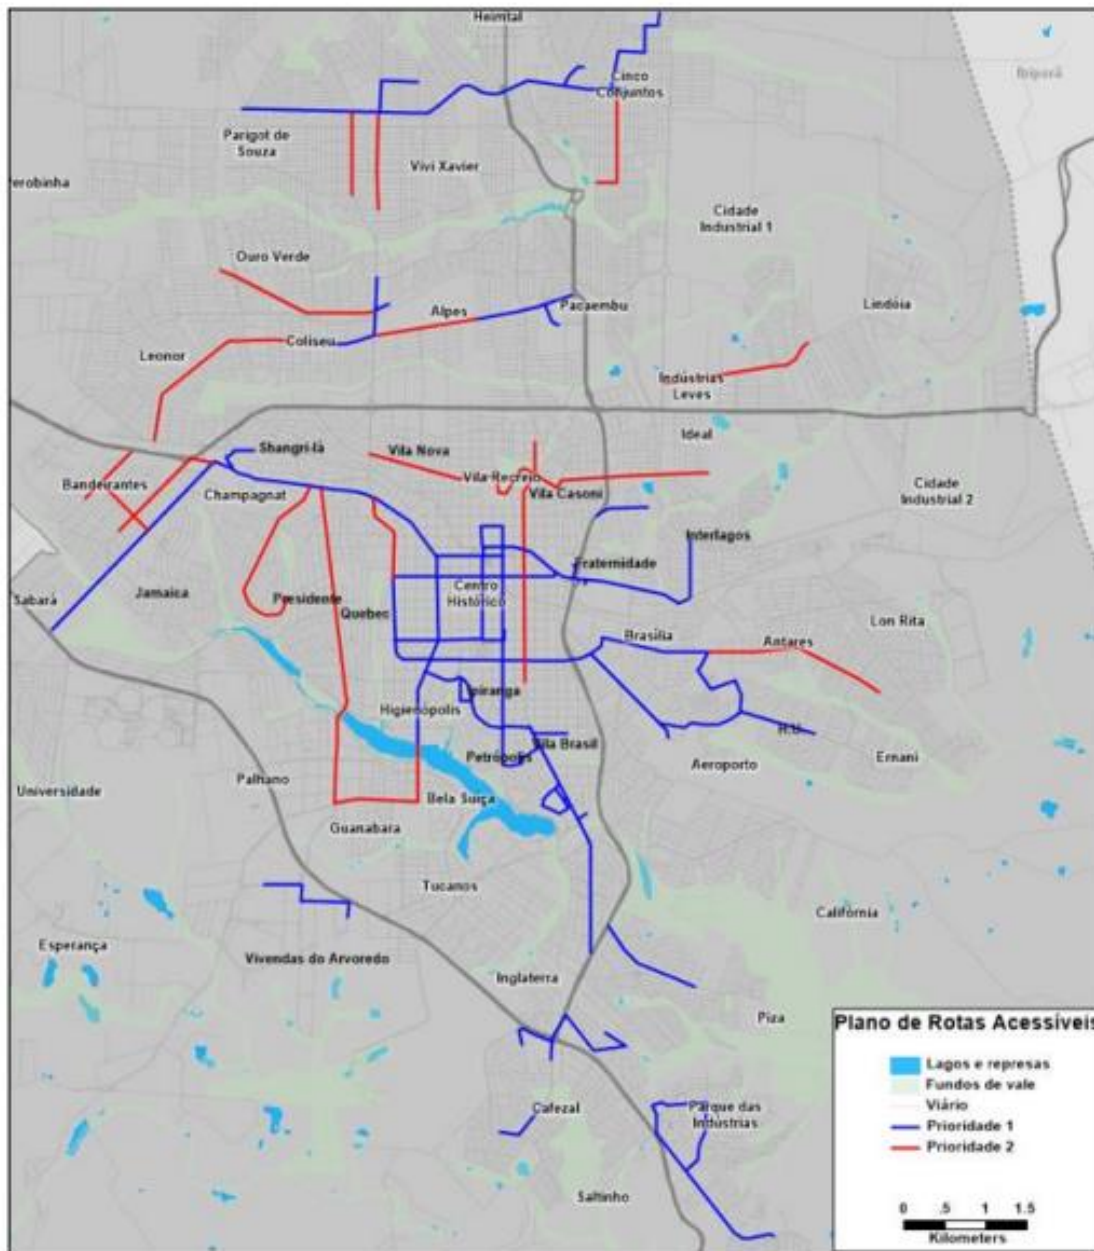 Heimtal
Ibiporã
Cinco
Conjuntos
Parigot de
Souza
Vivi Xavier
erobinha
Cidade
Industrial 1
Ouro Verde
Alpes
Pacaembu
Lindóia
Leonor
Coliseu
Indústrias
Leves
Ideal
Shangri-lá
Vila Nova
Bandeirantes
Champagnat
Vila Recreio
Vila Casoni
Cidade
Industrial 2
Interlagos
Fraternidade
Centro
Histórico
Sabará
Jamaica
Presidente
Quebec
Brasília
Antares
Lon Rita
Ipiranga
Higienópolis
Petrópolis
Vila Brasil
H.U.
Aeroporto
Ernani
Universidade
Palhano
Bela Suiça
Guanabara
Tucanos
Califórnia
Esperança
Vivendas do Arvoredo
Inglaterra
Piza
Cafezal
Parque das
Indústrias
Saltinho
Plano de Rotas Acessíveis
Lagos e represas
Fundos de vale
Viário
Prioridade 1
Prioridade 2
0 .5 1 1.5
Kilometers